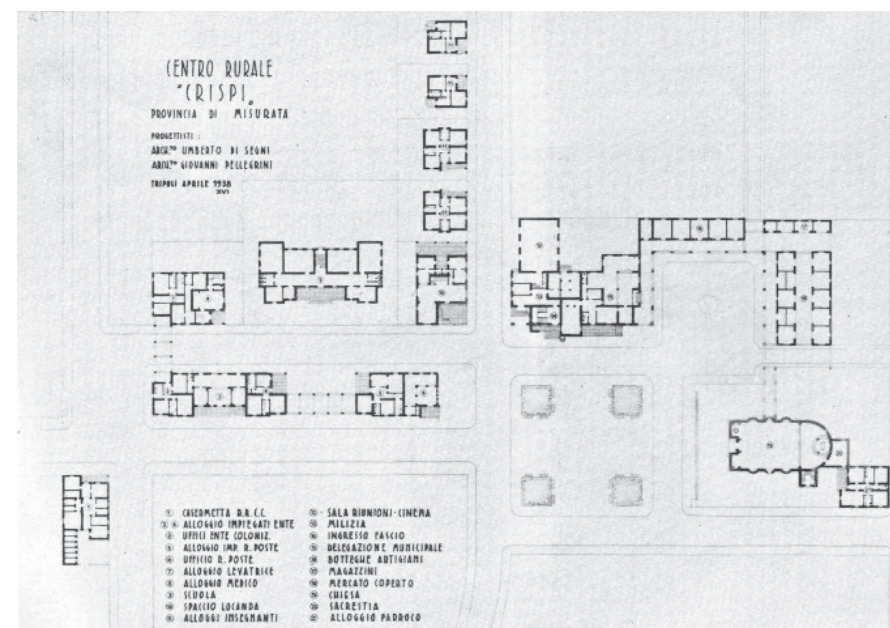 CENTRO RURALE
"CRISPI"
PROVINCIA DI MISURATA
PROGETTISTI:
ARCH.TTO UMBERTO DI SEGNI
ARCH.TTO GIOVANNI PELLEGRINI
TRIPOLI APRILE 1938
XVI
CASERMETTA R.R.C.C.
ALLOGGIO IMPIEGATI ENTE
UFFICI ENTE COLONIZ.
ALLOGGIO IMP. R. POSTE
UFFICIO R. POSTE
ALLOGGIO LEVATRICE
ALLOGGIO MEDICO
SCUOLA
SPACCIO LOCANDA
ALLOGGI INSEGNANTI
SALA RIUNIONI-CINEMA
MILIZIA
INGRESSO FASCIO
DELEGAZIONE MUNICIPALE
BOTTEGHE ARTIGIANI
MAGAZZINI
MERCATO COPERTO
CHIESA
SACRESTIA
ALLOGGIO PARROCO